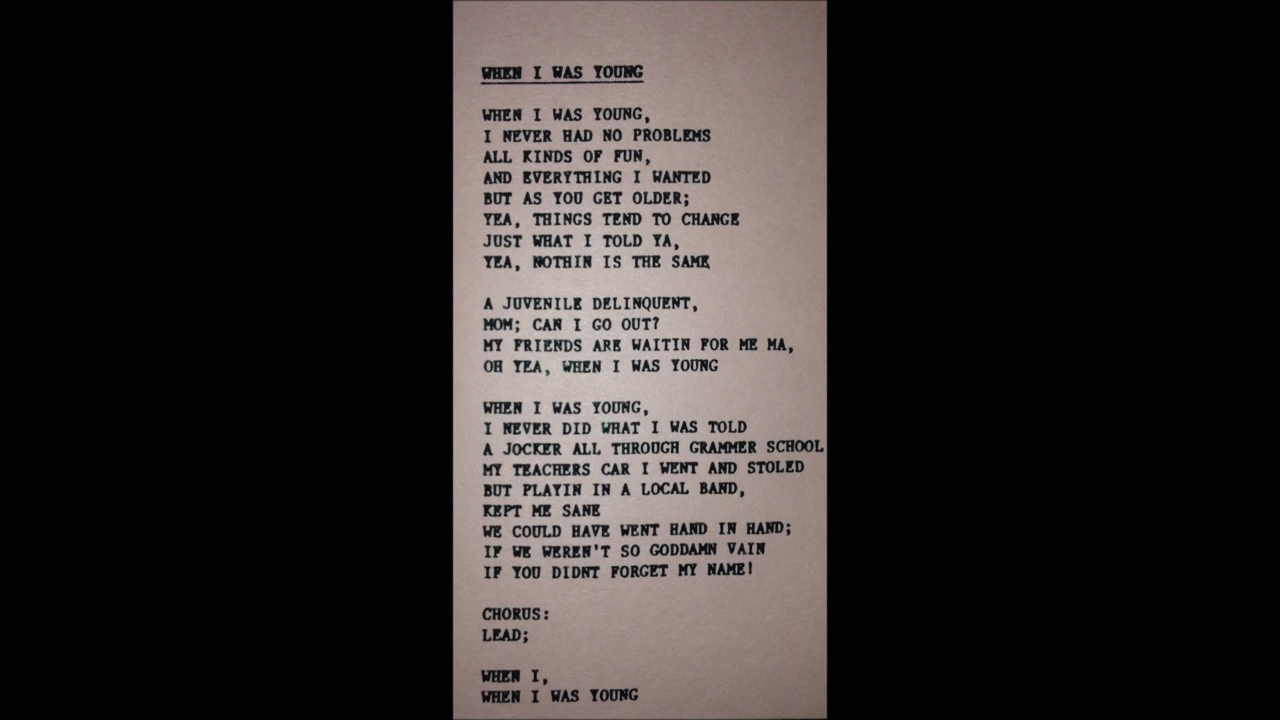 WHEN I WAS YOUNG
WHEN I WAS YOUNG,
I NEVER HAD NO PROBLEMS
ALL KINDS OF FUN,
AND EVERYTHING I WANTED
BUT AS YOU GET OLDER;
YEA, THINGS TEND TO CHANGE
JUST WHAT I TOLD YA,
YEA, NOTHIN IS THE SAME
A JUVENILE DELINQUENT,
MOM; CAN I GO OUT?
MY FRIENDS ARE WAITIN FOR ME MA,
OH YEA, WHEN I WAS YOUNG
WHEN I WAS YOUNG,
I NEVER DID WHAT I WAS TOLD
A JOCKER ALL THROUGH GRAMMER SCHOOL
MY TEACHERS CAR I WENT AND STOLED
BUT PLAYIN IN A LOCAL BAND,
KEPT ME SANE
WE COULD HAVE WENT HAND IN HAND;
IF WE WEREN'T SO GODDAMN VAIN
IF YOU DIDNT FORGET MY NAME!
CHORUS:
LEAD;
WHEN I,
WHEN I WAS YOUNG